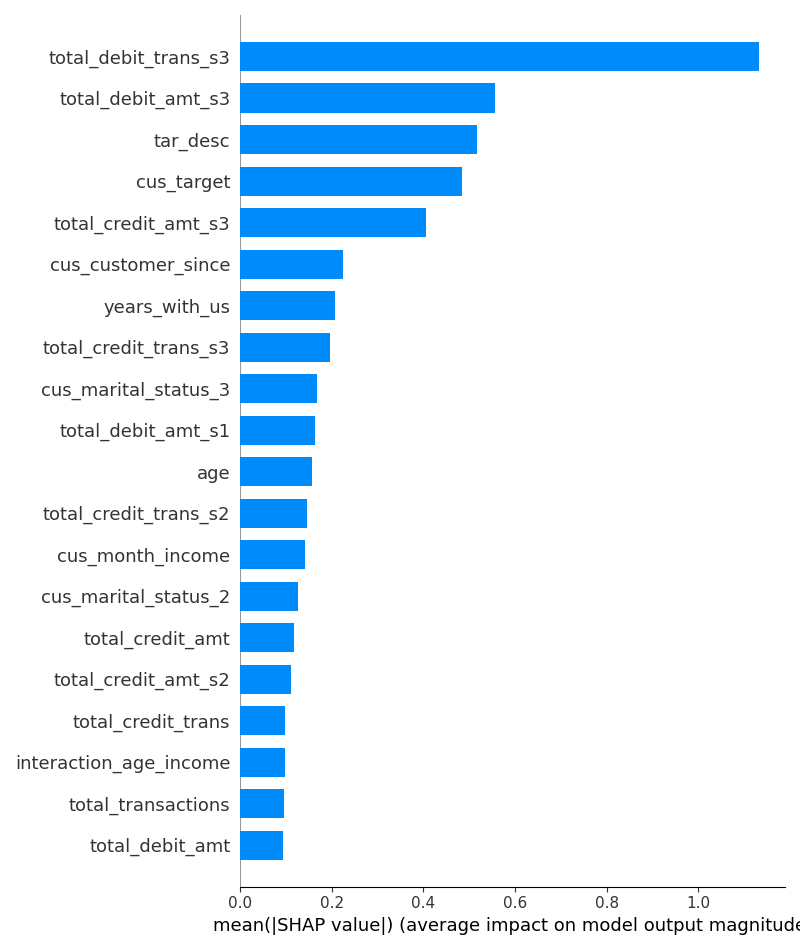 total_debit_trans_s3
total_debit_amt_s3
tar_desc
cus_target
total_credit_amt_s3
cus_customer_since
years_with_us
total_credit_trans_s3
cus_marital_status_3
total_debit_amt_s1
age
total_credit_trans_s2
cus_month_income
cus_marital_status_2
total_credit_amt
total_credit_amt_s2
total_credit_trans
interaction_age_income
total_transactions
total_debit_amt
0.0 0.2 0.4 0.6 0.8 1.0
mean(|SHAP value|) (average impact on model output magnitude